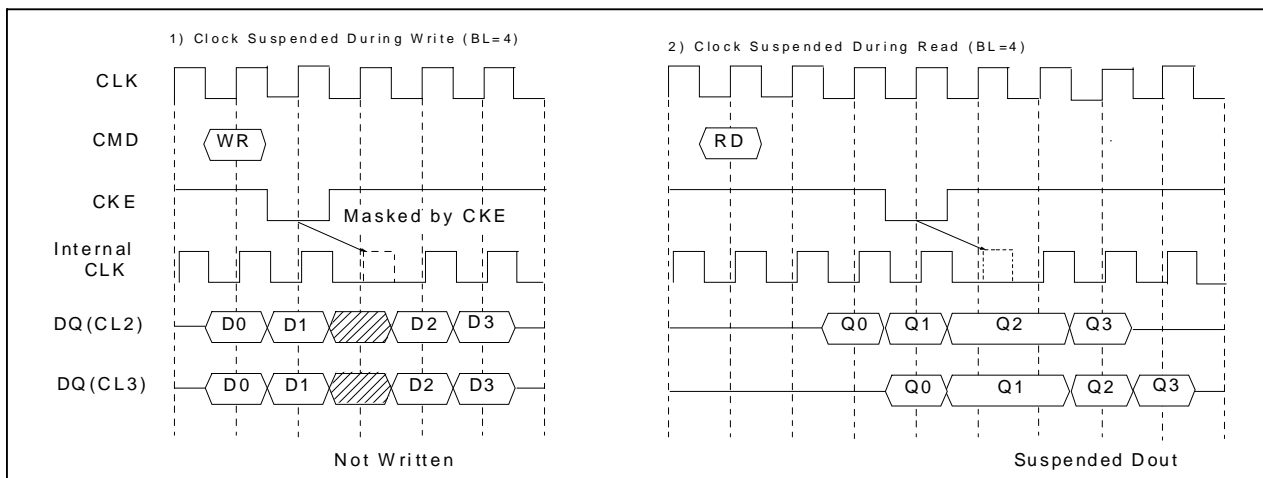 1) Clock Suspended During Write (BL=4)
2) Clock Suspended During Read (BL=4)
CLK
CMD
WR
RD
CKE
Masked by CKE
Internal
CLK
DQ(CL2)
D0
D1
D2
D3
Q0
Q1
Q2
Q3
DQ(CL3)
D0
D1
D2
D3
Q0
Q1
Q2
Q3
Not Written
Suspended Dout